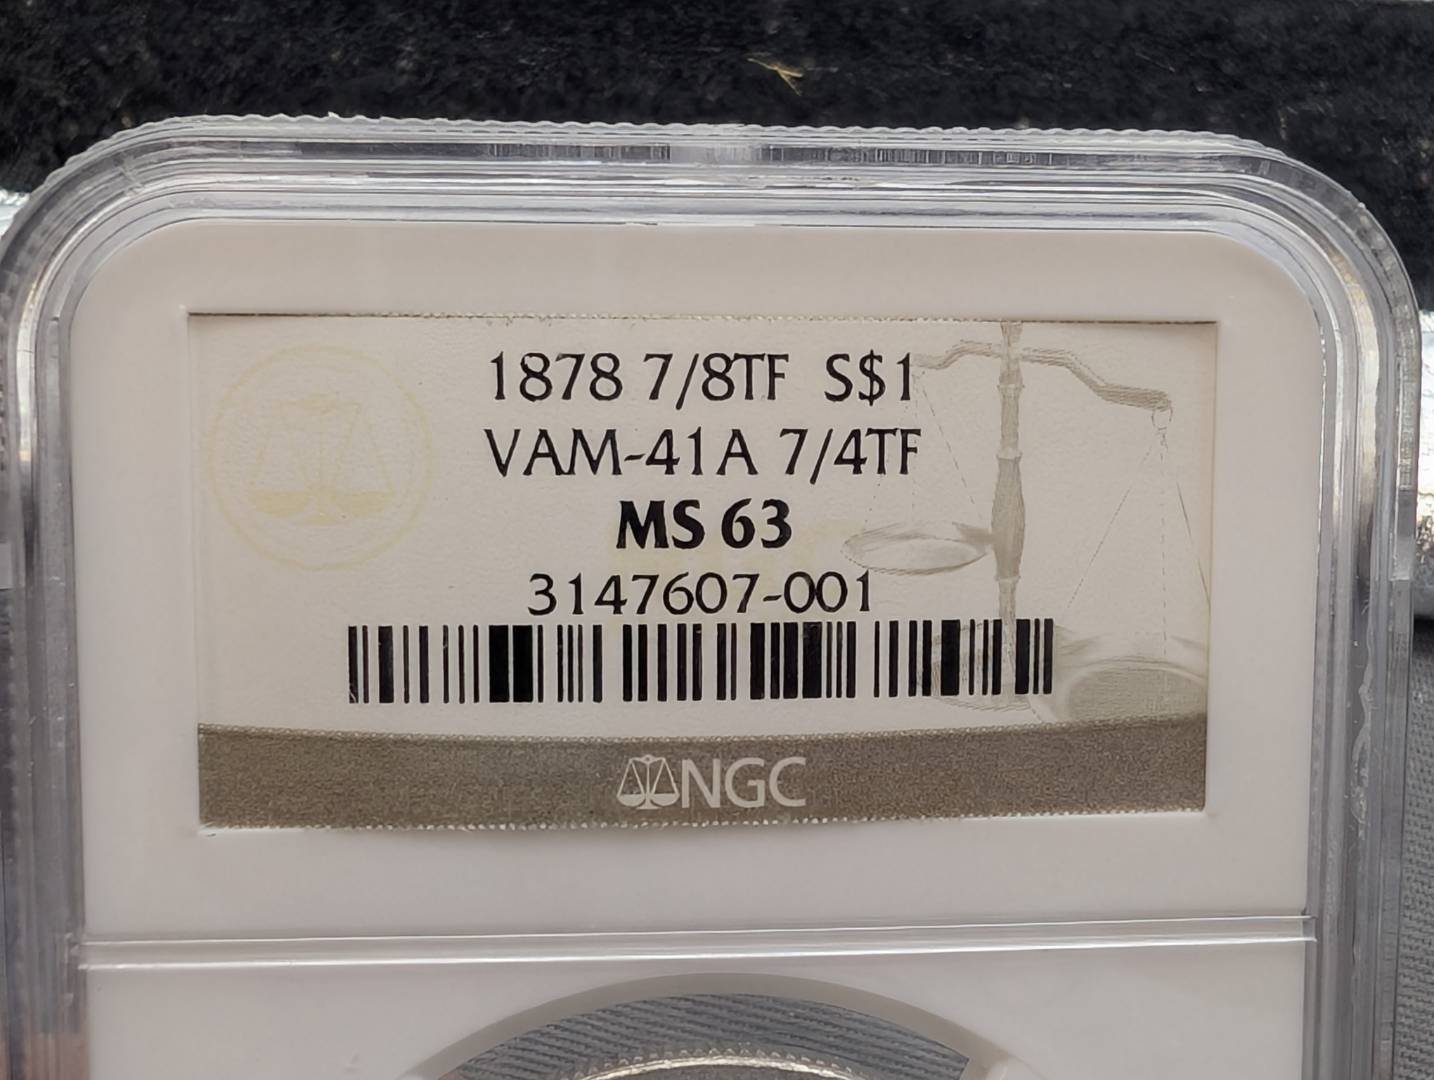 1878 7/8TF S$1
VAM-41A 7/4TF
MS 63
3147607-001
NGC